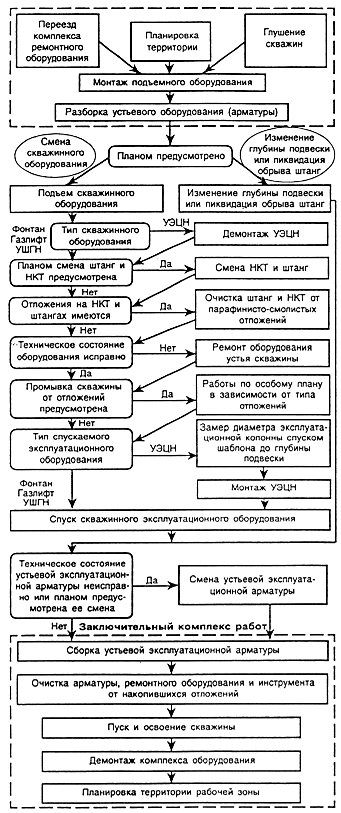 Переезд
комплекса
ремонтного
оборудования
Планировка
территории
Глушение
скважин
Монтаж подъемного оборудования
Разборка устьевого оборудования (арматуры)
Смена
скважинного
оборудования
Планом предусмотрено
Изменение
глубины подвески
или ликвидация
обрыва штанг
Подъем скважинного
оборудования
Изменение глубины подвески
или ликвидация обрыва штанг
Фонтан
Газлифт
УШГН
Тип скважинного
оборудования
УЭЦН
Демонтаж УЭЦН
Планом смена штанг и
НКТ предусмотрена
Да
Смена НКТ и штанг
Нет
Отложения на НКТ и
штангах имеются
Да
Очистка штанг и НКТ от
парафинисто-смолистых
отложений
Нет
Техническое состояние
оборудования исправно
Нет
Ремонт оборудования
устья скважины
Да
Промывка скважины
от отложений
предусмотрена
Да
Работы по особому плану
в зависимости от типа
отложений
Нет
Тип спускаемого
эксплуатационного
оборудования
УЭЦН
Замер диаметра эксплуата-
ционной колонны спуском
шаблона до глубины
подвески
Фонтан
Газлифт
УШГН
Монтаж УЭЦН
Спуск скважинного эксплуатационного оборудования
Техническое состояние
устьевой эксплуатацион-
ной арматуры неисправ-
но или планом предус-
мотрена ее смена
Да
Смена устьевой эксплуата-
ционной арматуры
Нет
Заключительный комплекс работ
Сборка устьевой эксплуатационной арматуры
Очистка арматуры, ремонтного оборудования и инструмента
от накопившихся отложений
Пуск и освоение скважины
Демонтаж комплекса оборудования
Планировка территории рабочей зоны